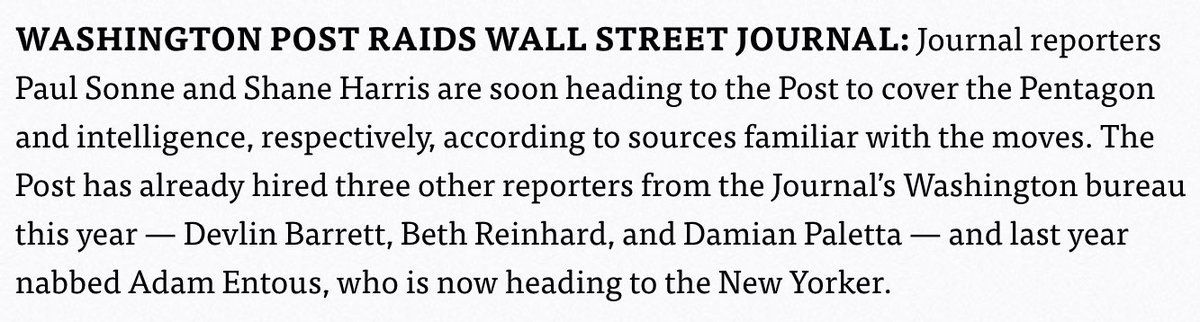 WASHINGTON POST RAIDS WALL STREET JOURNAL: Journal reporters
Paul Sonne and Shane Harris are soon heading to the Post to cover the Pentagon
and intelligence, respectively, according to sources familiar with the moves. The
Post has already hired three other reporters from the Journal’s Washington bureau
this year — Devlin Barrett, Beth Reinhard, and Damian Paletta — and last year
nabbed Adam Entous, who is now heading to the New Yorker.